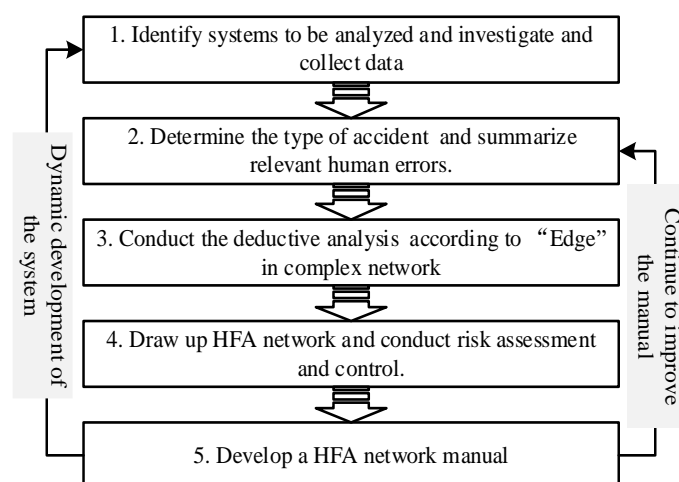 1. Identify systems to be analyzed and investigate and
collect data
2. Determine the type of accident and summarize
relevant human errors.
3. Conduct the deductive analysis according to “Edge”
in complex network
4. Draw up HFA network and conduct risk assessment
and control.
5. Develop a HFA network manual
Dynamic development of
the system
Continue to improve
the manual